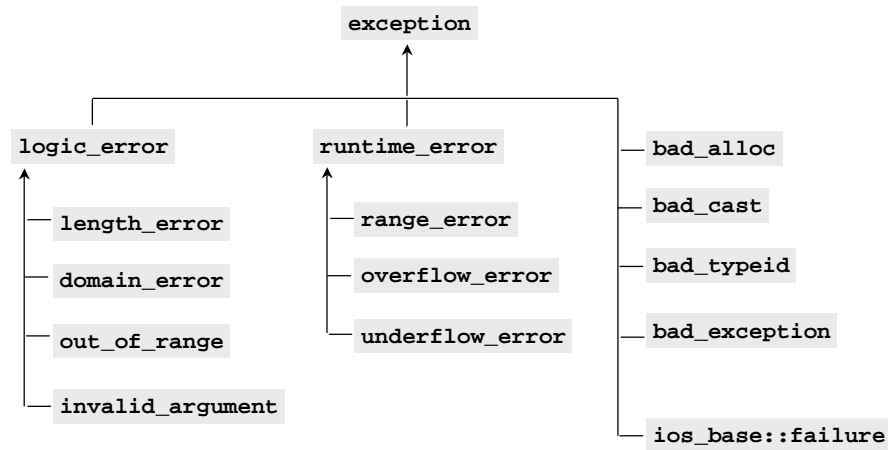 exception
logic_error
runtime_error
bad_alloc
bad_cast
bad_typeid
bad_exception
ios_base::failure
length_error
domain_error
out_of_range
invalid_argument
range_error
overflow_error
underflow_error